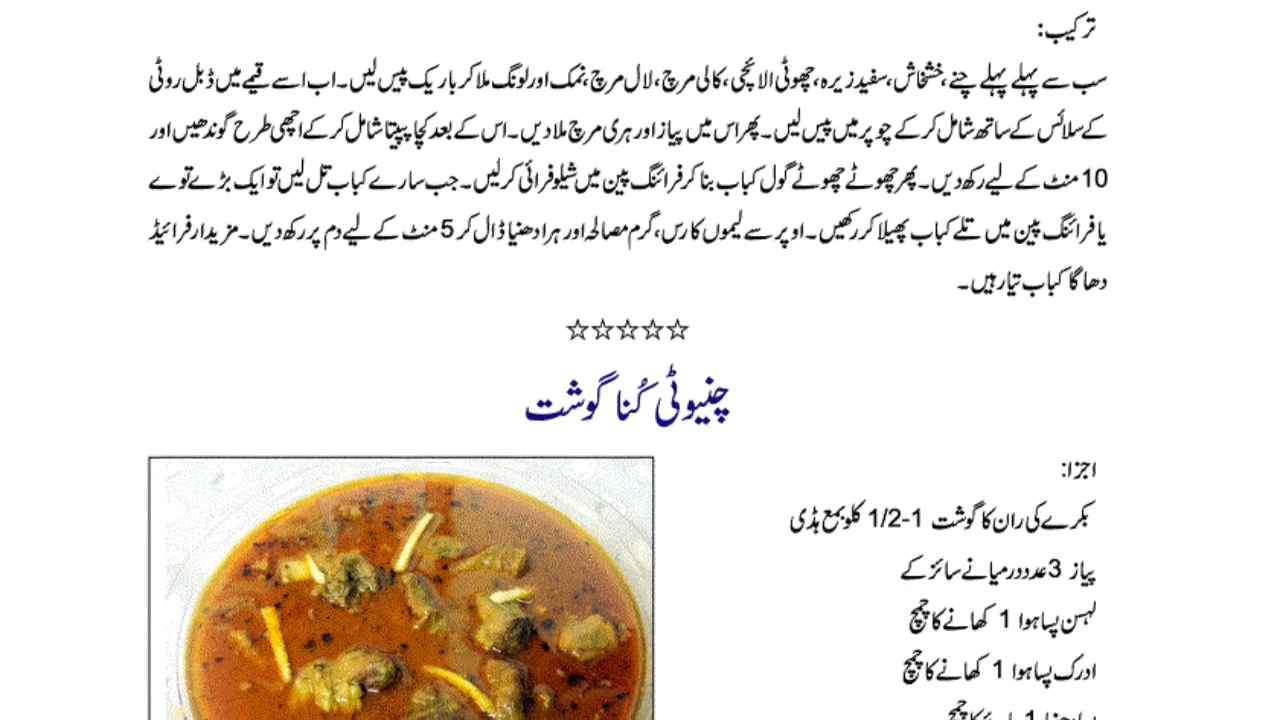 ترکیب:
سب سے پہلے پہلے چنے، خشخاش، سفید زیرہ، چھوٹی الائچی، کالی مرچ، لال مرچ، نمک اور لونگ ملا کر باریک پیس لیں۔ اب اسے قیمے میں ڈبل روٹی
کے سلائس کے ساتھ شامل کر کے چوپر میں پیس لیں۔ پھر اس میں پیاز اور ہری مرچ ملا دیں۔ اس کے بعد کچا پپیتا شامل کر کے اچھی طرح گوندھیں اور
10 منٹ کے لیے رکھ دیں۔ پھر چھوٹے چھوٹے گول کباب بنا کر فرائنگ پین میں شیلو فرائی کر لیں۔ جب سارے کباب تل لیں تو ایک بڑے توے
یا فرائنگ پین میں تلے کباب پھیلا کر رکھیں۔ اوپر سے لیموں کا رس، گرم مصالحہ اور ہرا دھنیا ڈال کر 5 منٹ کے لیے دم پر رکھ دیں۔ مزیدار فرائیڈ
دھاگا کباب تیار ہیں۔
☆☆☆☆☆
چنیوٹی کُنا گوشت
اجزا:
بکرے کی ران کا گوشت 1-1/2 کلو بمع ہڈی
پیاز 3 عدد درمیانے سائز کے
لہسن پسا ہوا 1 کھانے کا چمچ
ادرک پسا ہوا 1 کھانے کا چمچ